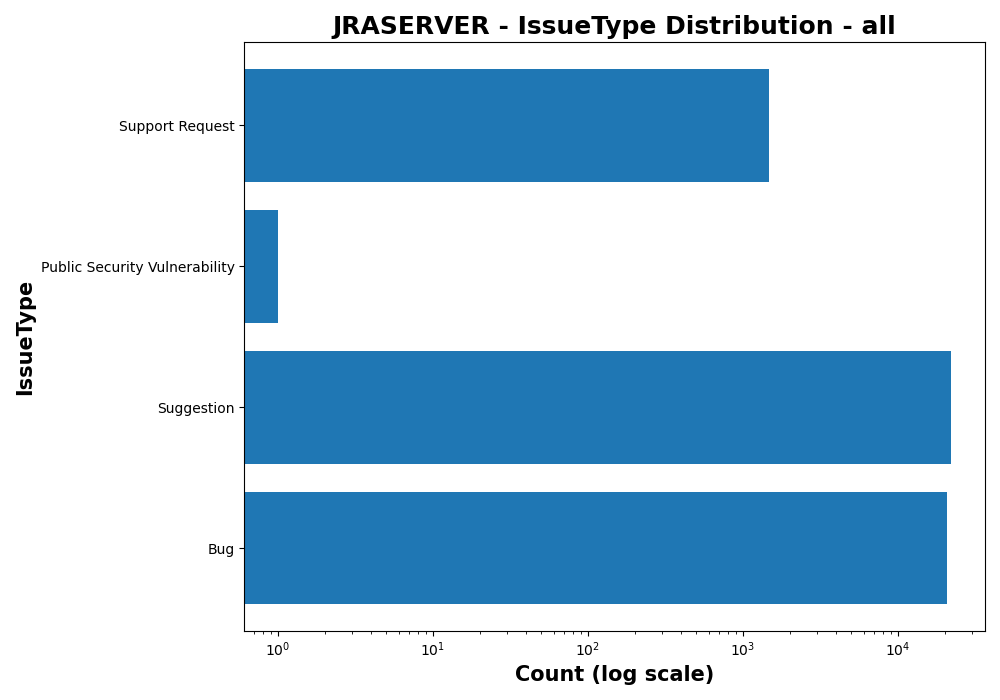 JRASERVER - IssueType Distribution - all
Support Request
Public Security Vulnerability
Suggestion
Bug
IssueType
10⁰ 10¹ 10² 10³ 10⁴
Count (log scale)